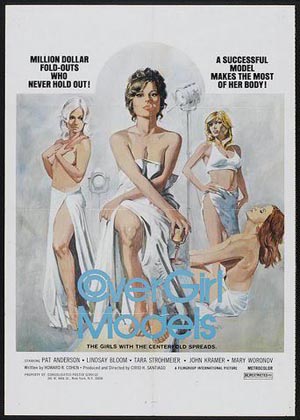 MILLION DOLLAR
FOLD-OUTS
WHO
NEVER HOLD OUT!
A SUCCESSFUL
MODEL
MAKES THE MOST
OF HER BODY!
CoverGirl
Models
THE GIRLS WITH THE CENTERFOLD SPREADS.
STARRING PAT ANDERSON · LINDSAY BLOOM · TARA STROHMEIER · JOHN KRAMER · MARY WORONOV
Written by HOWARD R. COHEN · Produced and Directed by CIRIO H. SANTIAGO A FILMGROUP INTERNATIONAL PICTURE METROCOLOR